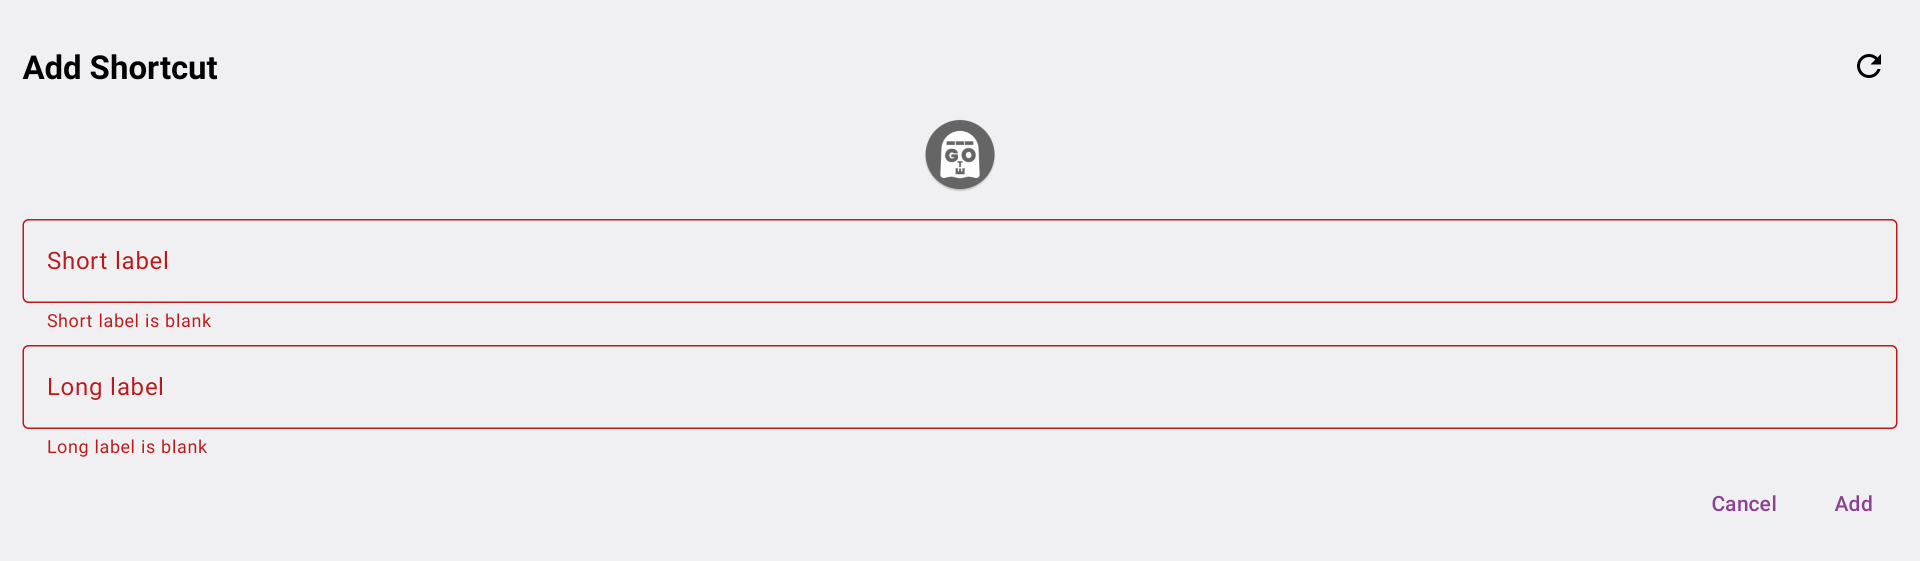 Add Shortcut
GO
T
E
Short label
Short label is blank
Long label
Long label is blank
Cancel
Add